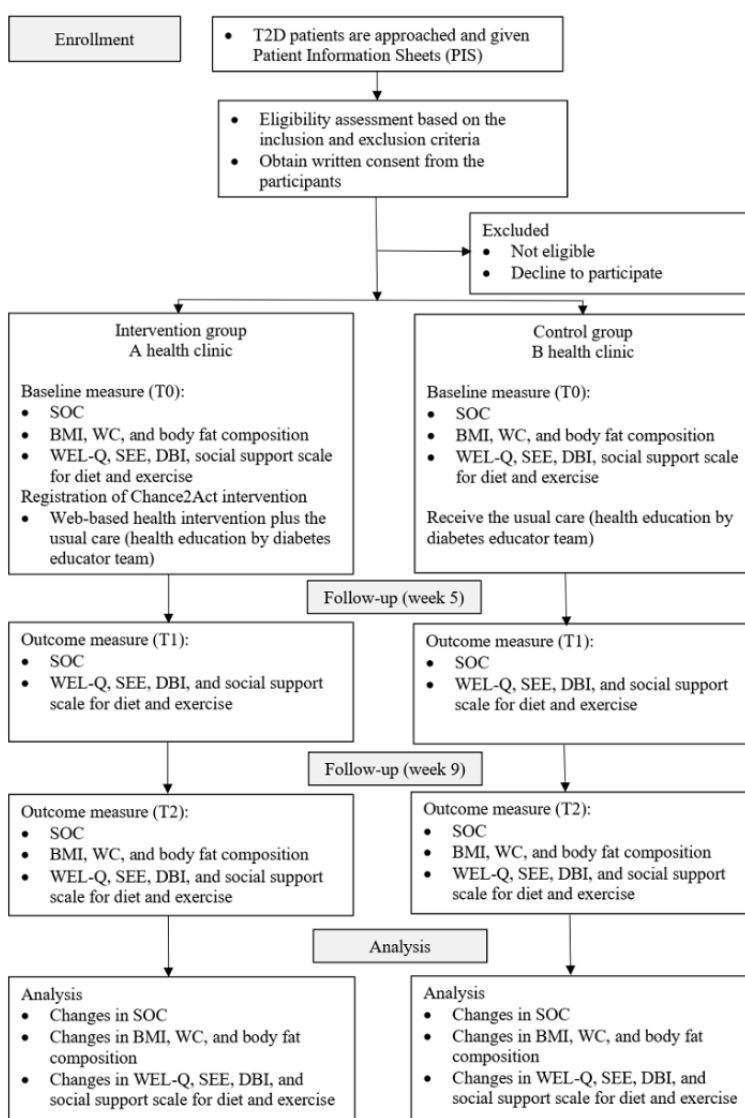 Enrollment
• T2D patients are approached and given
Patient Information Sheets (PIS)
• Eligibility assessment based on the
inclusion and exclusion criteria
• Obtain written consent from the
participants
Excluded
• Not eligible
• Decline to participate
Intervention group
A health clinic
Baseline measure (T0):
• SOC
• BMI, WC, and body fat composition
• WEL-Q, SEE, DBI, social support scale
for diet and exercise
Registration of Chance2Act intervention
• Web-based health intervention plus the
usual care (health education by diabetes
educator team)
Control group
B health clinic
Baseline measure (T0):
• SOC
• BMI, WC, and body fat composition
• WEL-Q, SEE, DBI, social support scale
for diet and exercise
Receive the usual care (health education by
diabetes educator team)
Follow-up (week 5)
Outcome measure (T1):
• SOC
• WEL-Q, SEE, DBI, and social support
scale for diet and exercise
Outcome measure (T1):
• SOC
• WEL-Q, SEE, DBI, and social support
scale for diet and exercise
Follow-up (week 9)
Outcome measure (T2):
• SOC
• BMI, WC, and body fat composition
• WEL-Q, SEE, DBI, and social support
scale for diet and exercise
Outcome measure (T2):
• SOC
• BMI, WC, and body fat composition
• WEL-Q, SEE, DBI, and social support
scale for diet and exercise
Analysis
Analysis
• Changes in SOC
• Changes in BMI, WC, and body fat
composition
• Changes in WEL-Q, SEE, DBI, and
social support scale for diet and exercise
Analysis
• Changes in SOC
• Changes in BMI, WC, and body fat
composition
• Changes in WEL-Q, SEE, DBI, and
social support scale for diet and exercise